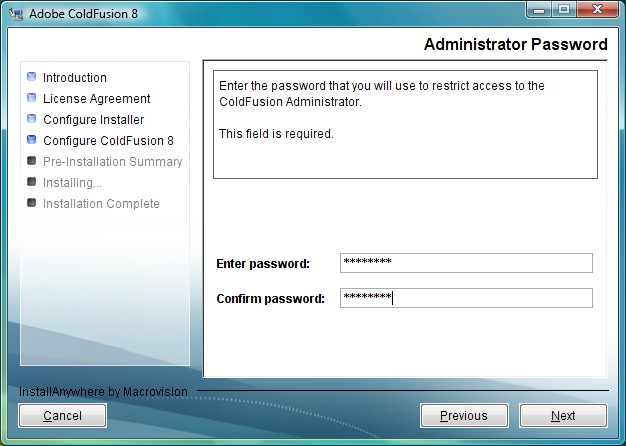 Adobe ColdFusion 8
Administrator Password
Introduction
License Agreement
Configure Installer
Configure ColdFusion 8
Pre-Installation Summary
Installing...
Installation Complete
Enter the password that you will use to restrict access to the
ColdFusion Administrator.
This field is required.
Enter password: ********
Confirm password: ********
InstallAnywhere by Macrovision
Cancel Previous Next